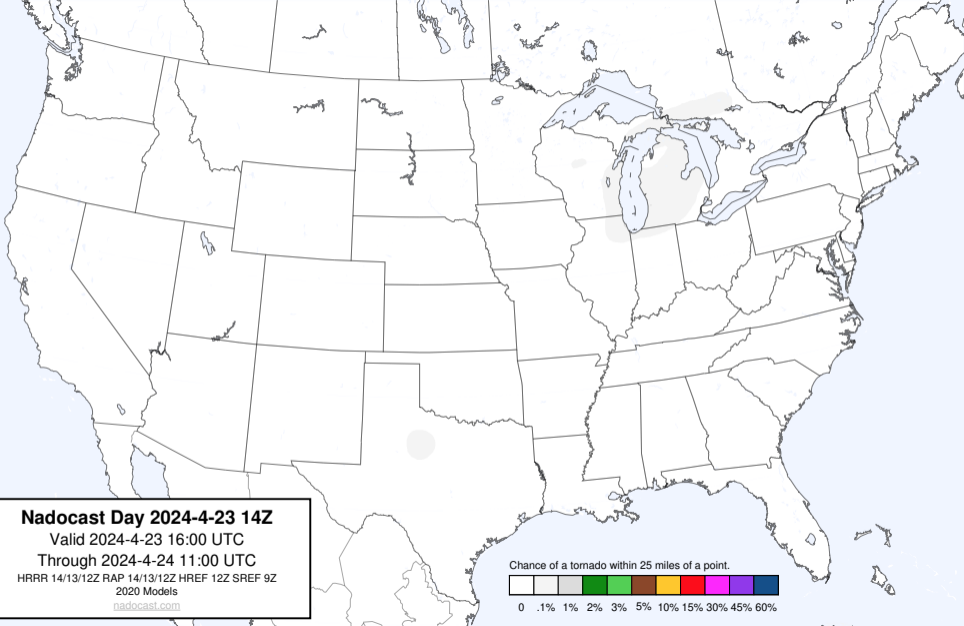 Nadocast Day 2024-4-23 14Z
Valid 2024-4-23 16:00 UTC
Through 2024-4-24 11:00 UTC
HRRR 14/13/12Z RAP 14/13/12Z HREF 12Z SREF 9Z
2020 Models
nadocast.com
Chance of a tornado within 25 miles of a point.
0 .1% 1% 2% 3% 5% 10% 15% 30% 45% 60%